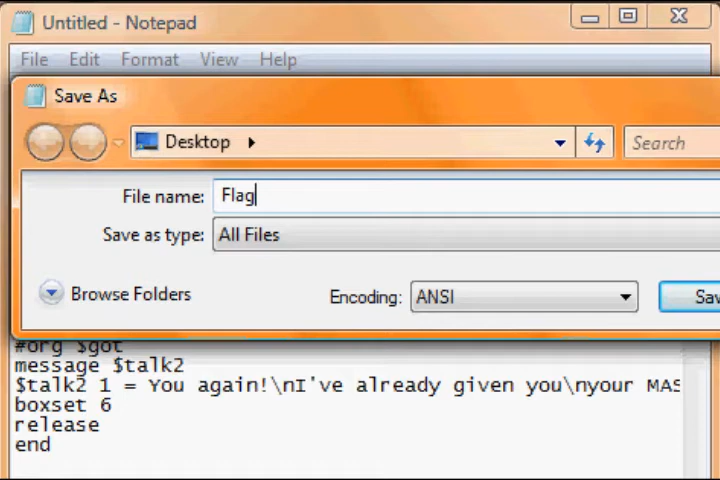 Untitled - Notepad
File Edit Format View Help
Save As
Desktop
Search
File name: Flag
Save as type: All Files
Browse Folders
Encoding: ANSI
Sav
#org $got
message $talk2
$talk2 1 = You again!\nI've already given you\nyour MAS
boxset 6
release
end